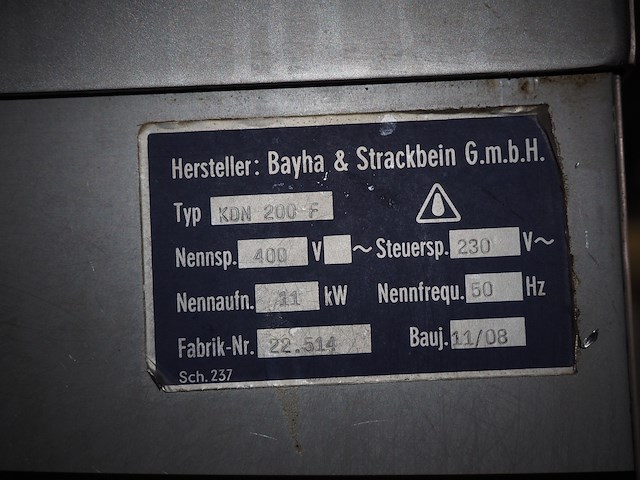 Hersteller: Bayha & Strackbein G.m.b.H.
Typ KDN 200 F
Nennsp. 400 V ~ Steuersp. 230 V~
Nennaufn. 11 kW Nennfrequ. 50 Hz
Fabrik-Nr. 22.514 Bauj. 11/08
Sch. 237